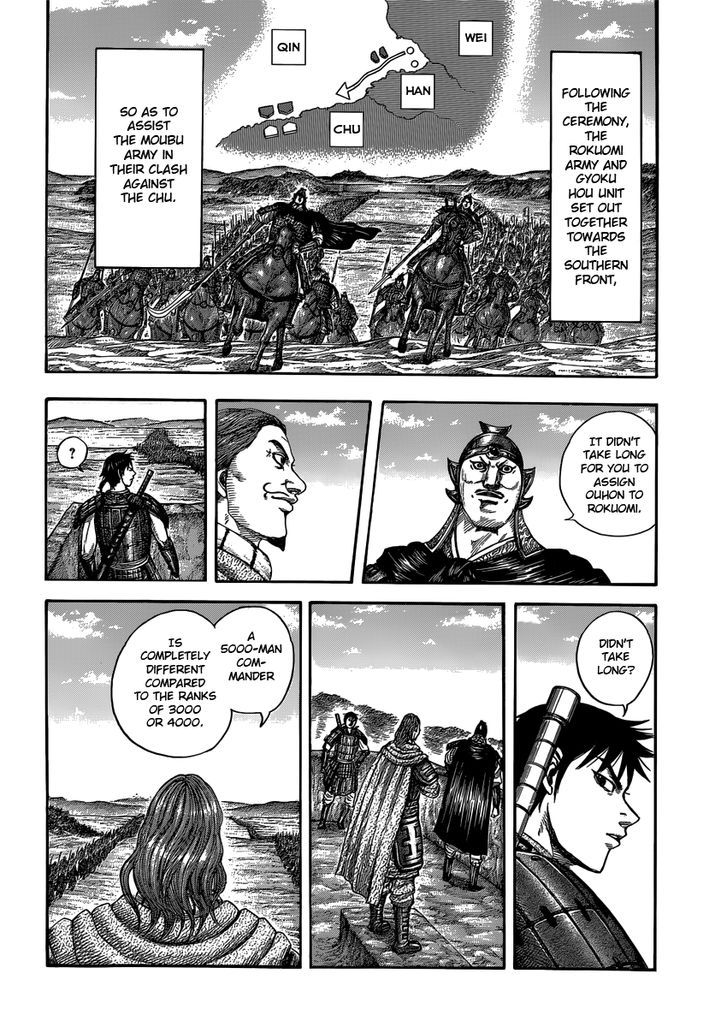 QIN
WEI
HAN
CHU
FOLLOWING
THE
CEREMONY,
THE
ROKUOMI
ARMY AND
GYOKU
HOU UNIT
SET OUT
TOGETHER
TOWARDS
THE
SOUTHERN
FRONT,
SO AS TO
ASSIST
THE MOUBU
ARMY IN
THEIR CLASH
AGAINST
THE CHU.
IT DIDN'T
TAKE LONG
FOR YOU TO
ASSIGN
OUHON TO
ROKUOMI.
?
DIDN'T
TAKE
LONG?
A
5000-MAN
COM-
MANDER
IS
COMPLETELY
DIFFERENT
COMPARED
TO THE RANKS
OF 3000
OR 4000.